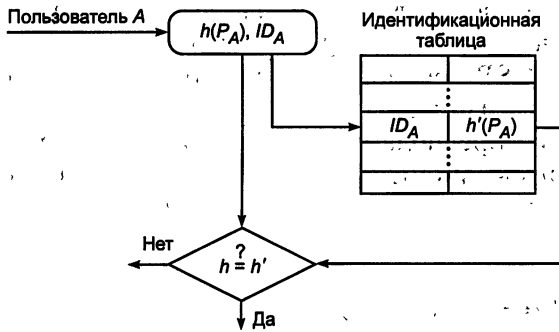 Пользователь A
h(P_A), ID_A
Идентификационная
таблица
ID_A h'(P_A)
Нет
?
h = h'
Да